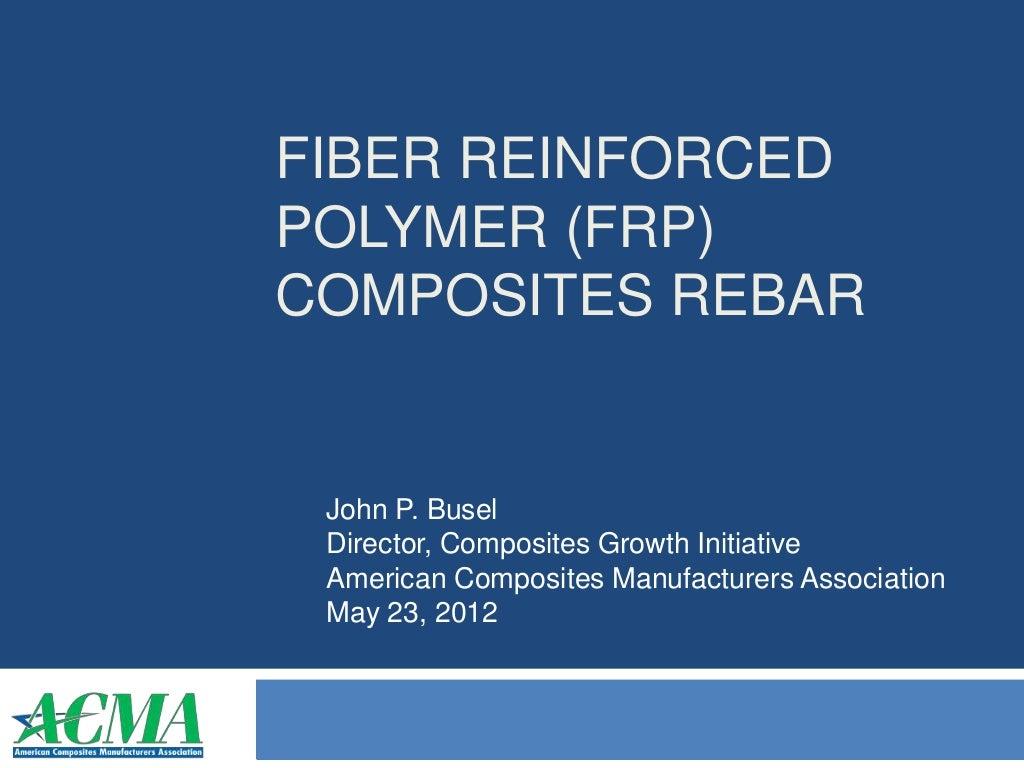 FIBER REINFORCED
POLYMER (FRP)
COMPOSITES REBAR
John P. Busel
Director, Composites Growth Initiative
American Composites Manufacturers Association
May 23, 2012
ACMA
American Composites Manufacturers Association